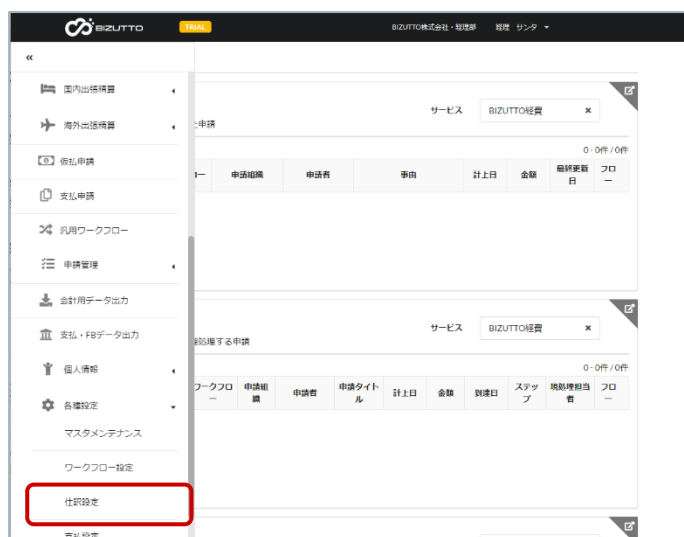 BIZUTTO TRIAL BIZUTTO株式会社・経理部 経理 サンタ
«
国内出張精算
海外出張精算
仮払申請
支払申請
汎用ワークフロー
申請管理
会計用データ出力
支払・FBデータ出力
個人情報
各種設定
マスタメンテナンス
ワークフロー設定
仕訳設定
支払設定
た申請
サービス BIZUTTO経費 ×
0 - 0件 / 0件
ロー 申請組織 申請者 事由 計上日 金額 最終更新日 フロー
処理する申請
サービス BIZUTTO経費 ×
0 - 0件 / 0件
ワークフロー 申請組織 申請者 申請タイトル 計上日 金額 到達日 ステップ 現処理担当者 フロー